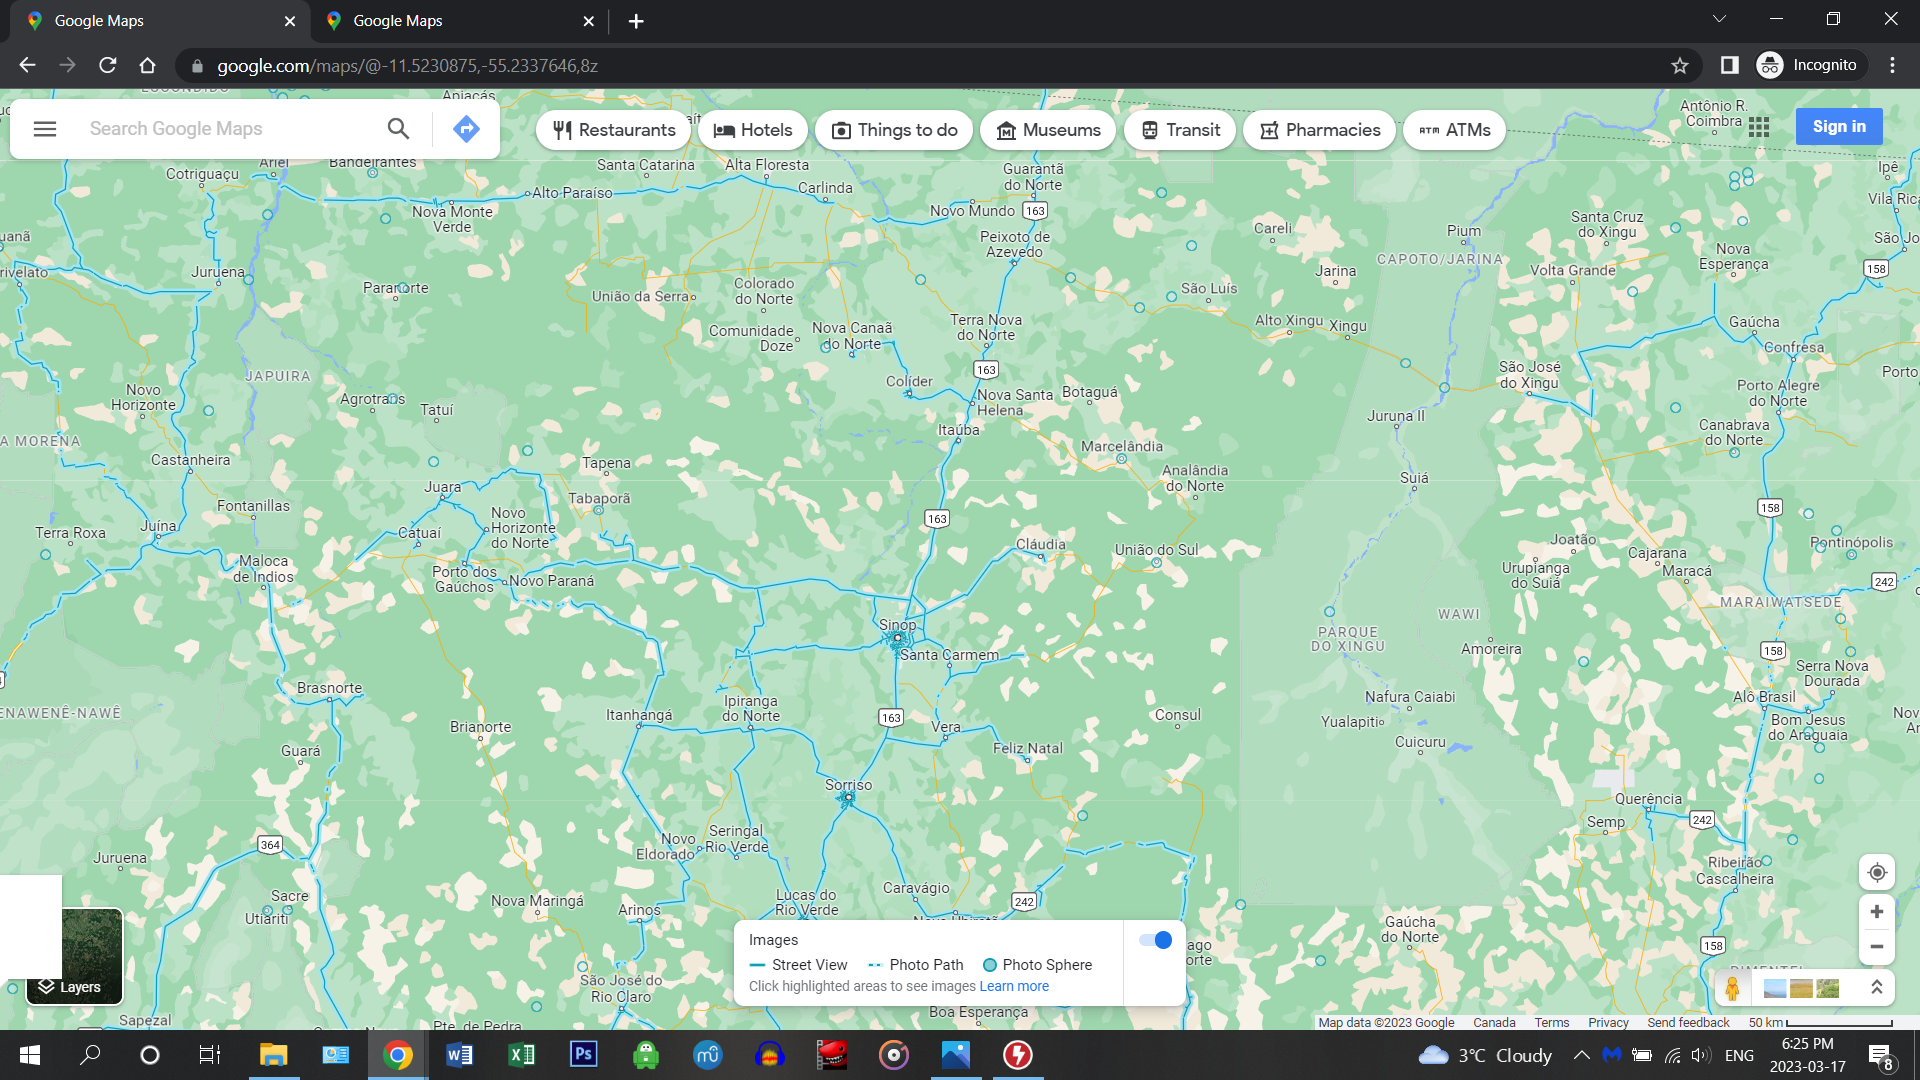 Google Maps
Google Maps
google.com/maps/@-11.5230875,-55.2337646,8z
Incognito
Apiacás
Search Google Maps
Restaurants
Hotels
Things to do
Museums
Transit
Pharmacies
ATMs
Antônio R.
Coimbra
Sign in
Cotriguaçu
Ariel
Bandeirantes
Santa Catarina
Alta Floresta
Guarantã
do Norte
Ipê
Alto Paraíso
Carlinda
Nova Monte
Verde
Novo Mundo
163
Vila Rica
Santa Cruz
do Xingu
Peixoto de
Azevedo
Careli
Pium
Nova
Esperança
São Jo
CAPOTO/JARINA
Juruena
Jarina
Volta Grande
158
Paranorte
União da Serra
Colorado
do Norte
São Luís
Comunidade
Doze
Nova Canaã
do Norte
Terra Nova
do Norte
Alto Xingu
Xingu
Gaúcha
Confresa
JAPUIRA
163
Colíder
São José
do Xingu
Porto
Novo
Horizonte
Agrotrans
Tatuí
Nova Santa
Helena
Botaguá
Porto Alegre
do Norte
Juruna II
Itaúba
Canabrava
do Norte
A MORENA
Castanheira
Marcelândia
Tapena
Analândia
do Norte
Suiá
Juara
Tabaporã
Fontanillas
Terra Roxa
Juína
Catuaí
Novo
Horizonte
do Norte
163
158
Cláudia
União do Sul
Joatão
Cajarana
Pontinópolis
Maloca
de Indios
Porto dos
Gaúchos
Novo Paraná
Urupianga
do Suiá
Maracá
242
MARAIWATSEDE
WAWI
Sinop
PARQUE
DO XINGU
Santa Carmem
Amoreira
158
Serra Nova
Dourada
Brasnorte
Nafura Caiabi
Alô Brasil
ENAWENÊ-NAWÊ
Itanhangá
Ipiranga
do Norte
163
Vera
Consul
Yualapiti
Bom Jesus
do Araguaia
Brianorte
Guará
Feliz Natal
Cuicuru
Sorriso
Querência
Semp
242
364
Novo
Eldorado
Seringal
Rio Verde
Juruena
Ribeirão
Cascalheira
Sacre
Utiariti
Nova Maringá
Arinos
Lucas do
Rio Verde
Caravágio
242
Gaúcha
do Norte
158
Images
Street View
Photo Path
Photo Sphere
Click highlighted areas to see images Learn more
São José do
Rio Claro
Layers
Sapezal
Pte. de Pedra
Boa Esperança
Map data ©2023 Google
Canada
Terms
Privacy
Send feedback
50 km
3°C Cloudy
ENG
6:25 PM
2023-03-17
8